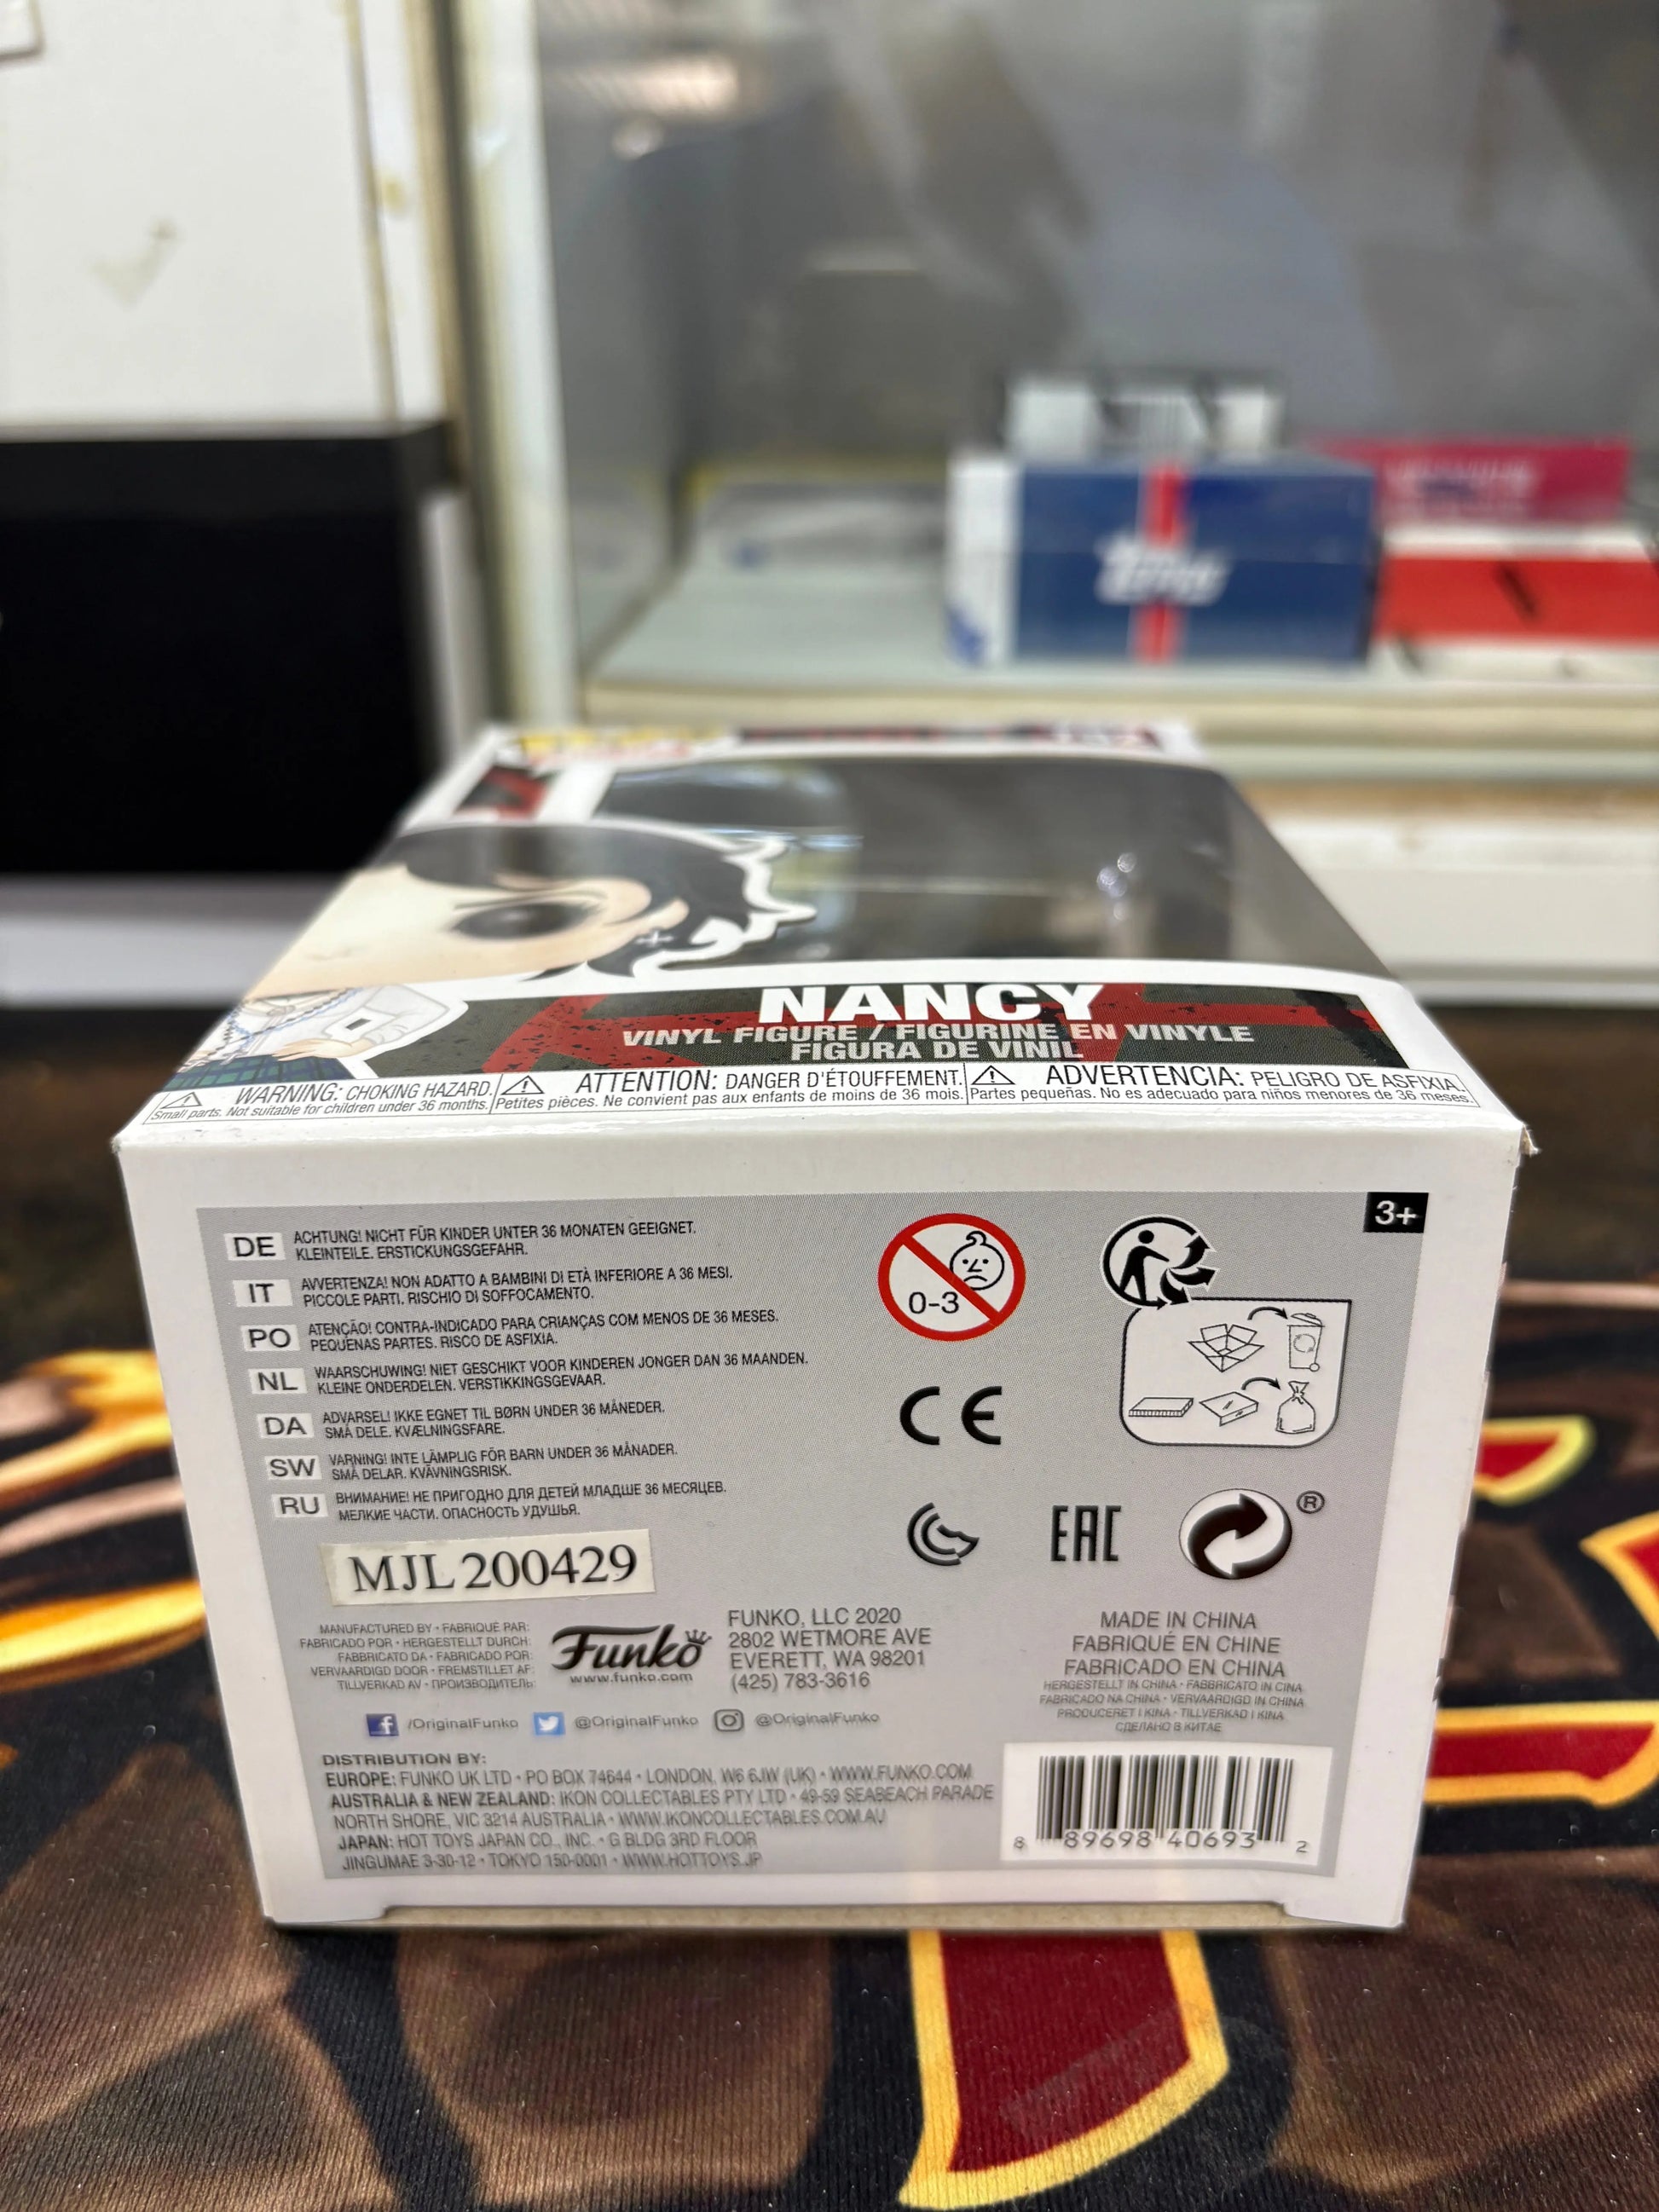 Topps
NANCY
VINYL FIGURE / FIGURINE EN VINYLE
FIGURA DE VINIL
WARNING: CHOKING HAZARD.
Small parts. Not suitable for children under 36 months.
ATTENTION: DANGER D'ÉTOUFFEMENT.
Petites pièces. Ne convient pas aux enfants de moins de 36 mois.
ADVERTENCIA: PELIGRO DE ASFIXIA.
Partes pequeñas. No es adecuado para niños menores de 36 meses.
3+
DE ACHTUNG! NICHT FÜR KINDER UNTER 36 MONATEN GEEIGNET.
KLEINTEILE. ERSTICKUNGSGEFAHR.
IT AVVERTENZA! NON ADATTO A BAMBINI DI ETÀ INFERIORE A 36 MESI.
PICCOLE PARTI. RISCHIO DI SOFFOCAMENTO.
PO ATENÇÃO! CONTRA-INDICADO PARA CRIANÇAS COM MENOS DE 36 MESES.
PEQUENAS PARTES. RISCO DE ASFIXIA.
NL WAARSCHUWING! NIET GESCHIKT VOOR KINDEREN JONGER DAN 36 MAANDEN.
KLEINE ONDERDELEN. VERSTIKKINGSGEVAAR.
DA ADVARSEL! IKKE EGNET TIL BØRN UNDER 36 MÅNEDER.
SMÅ DELE. KVÆLNINGSFARE.
SW VARNING! INTE LÄMPLIG FÖR BARN UNDER 36 MÅNADER.
SMÅ DELAR. KVÄVNINGSRISK.
RU ВНИМАНИЕ! НЕ ПРИГОДНО ДЛЯ ДЕТЕЙ МЛАДШЕ 36 МЕСЯЦЕВ.
МЕЛКИЕ ЧАСТИ. ОПАСНОСТЬ УДУШЬЯ.
0-3
CE
EAC
®
MJL 200429
MANUFACTURED BY • FABRIQUÉ PAR:
FABRICADO POR • HERGESTELLT DURCH:
FABBRICATO DA • FABRICADO POR:
VERVAARDIGD DOOR • FREMSTILLET AF:
TILLVERKAD AV • ПРОИЗВОДИТЕЛЬ:
Funko
www.funko.com
FUNKO, LLC 2020
2802 WETMORE AVE
EVERETT, WA 98201
(425) 783-3616
MADE IN CHINA
FABRIQUÉ EN CHINE
FABRICADO EN CHINA
HERGESTELLT IN CHINA • FABBRICATO IN CINA
FABRICADO NA CHINA • VERVAARDIGD IN CHINA
PRODUCERET I KINA • TILLVERKAD I KINA
СДЕЛАНО В КИТАЕ
/OriginalFunko @OriginalFunko @OriginalFunko
DISTRIBUTION BY:
EUROPE: FUNKO UK LTD • PO BOX 74644 • LONDON, W6 6JW (UK) • WWW.FUNKO.COM
AUSTRALIA & NEW ZEALAND: IKON COLLECTABLES PTY LTD • 49-59 SEABEACH PARADE
NORTH SHORE, VIC 3214 AUSTRALIA • WWW.IKONCOLLECTABLES.COM.AU
JAPAN: HOT TOYS JAPAN CO., INC. • G BLDG 3RD FLOOR
JINGUMAE 3-30-12 • TOKYO 150-0001 • WWW.HOTTOYS.JP
8 89698 40693 2